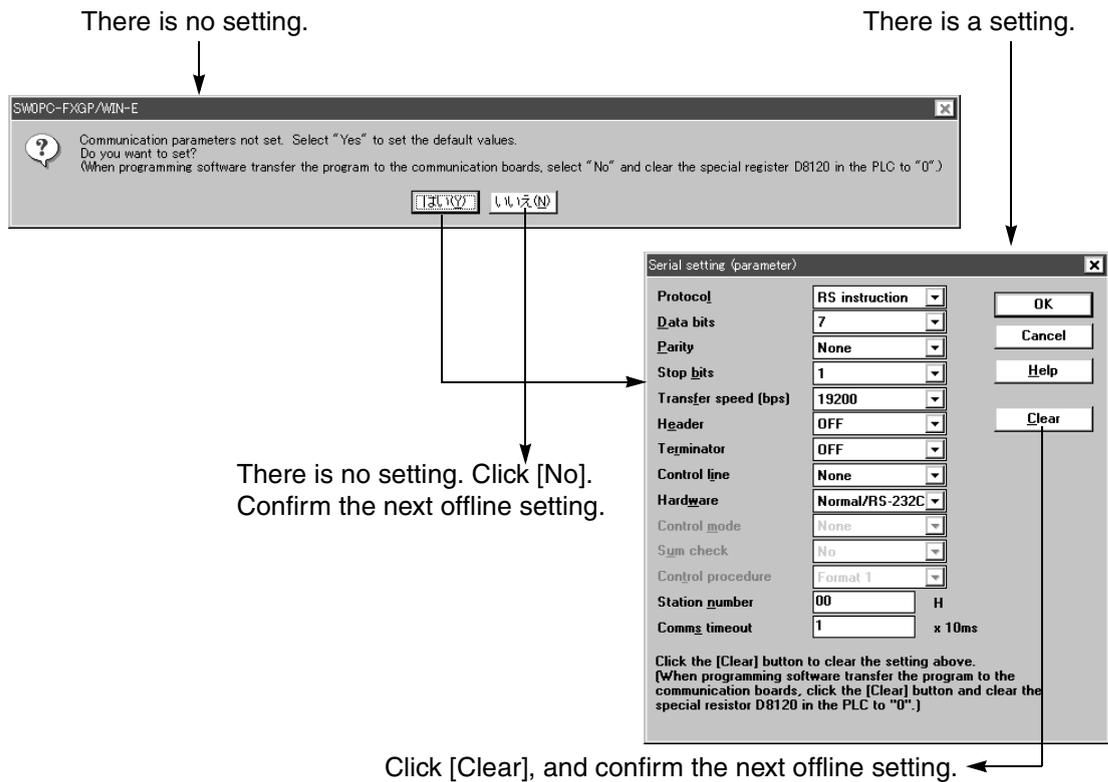 There is no setting.
There is a setting.
SW0PC-FXGP/WIN-E
Communication parameters not set. Select "Yes" to set the default values.
Do you want to set?
(When programming software transfer the program to the communication boards, select "No" and clear the special register D8120 in the PLC to "0".)
はい(Y) いいえ(N)
Serial setting (parameter)
Protocol RS instruction OK
Data bits 7
Parity None Cancel
Stop bits 1 Help
Transfer speed (bps) 19200
Header OFF Clear
Terminator OFF
Control line None
Hardware Normal/RS-232C
Control mode None
Sum check No
Control procedure Format 1
Station number 00 H
Comms timeout 1 x 10ms
Click the [Clear] button to clear the setting above.
(When programming software transfer the program to the
communication boards, click the [Clear] button and clear the
special resistor D8120 in the PLC to "0".)
There is no setting. Click [No].
Confirm the next offline setting.
Click [Clear], and confirm the next offline setting.